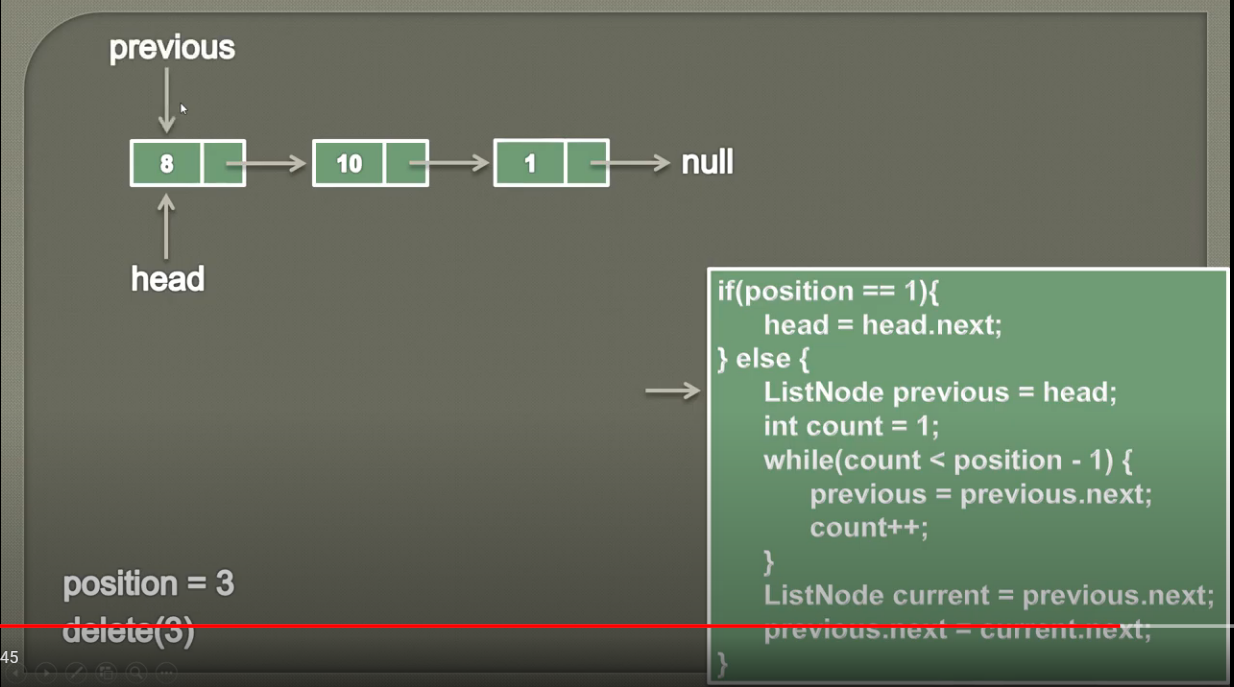 previous
8 10 1 null
head
if(position == 1){
head = head.next;
} else {
ListNode previous = head;
int count = 1;
while(count < position - 1) {
previous = previous.next;
count++;
}
ListNode current = previous.next;
previous.next = current.next;
}
position = 3
delete(3)
45